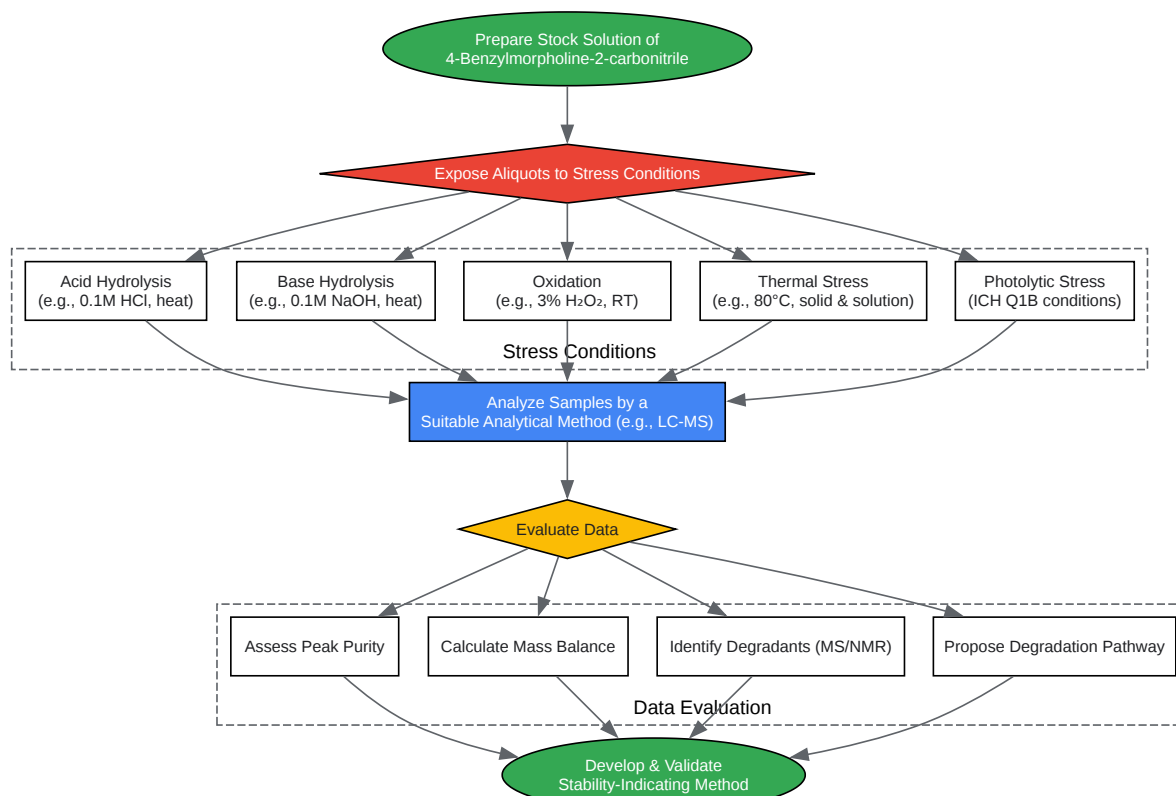 Prepare Stock Solution of
4-Benzylmorpholine-2-carbonitrile
Expose Aliquots to Stress Conditions
Acid Hydrolysis
(e.g., 0.1M HCl, heat)
Base Hydrolysis
(e.g., 0.1M NaOH, heat)
Oxidation
(e.g., 3% H₂O₂, RT)
Thermal Stress
(e.g., 80°C, solid & solution)
Photolytic Stress
(ICH Q1B conditions)
Stress Conditions
Analyze Samples by a
Suitable Analytical Method (e.g., LC-MS)
Evaluate Data
Assess Peak Purity
Calculate Mass Balance
Identify Degradants (MS/NMR)
Propose Degradation Pathway
Data Evaluation
Develop & Validate
Stability-Indicating Method